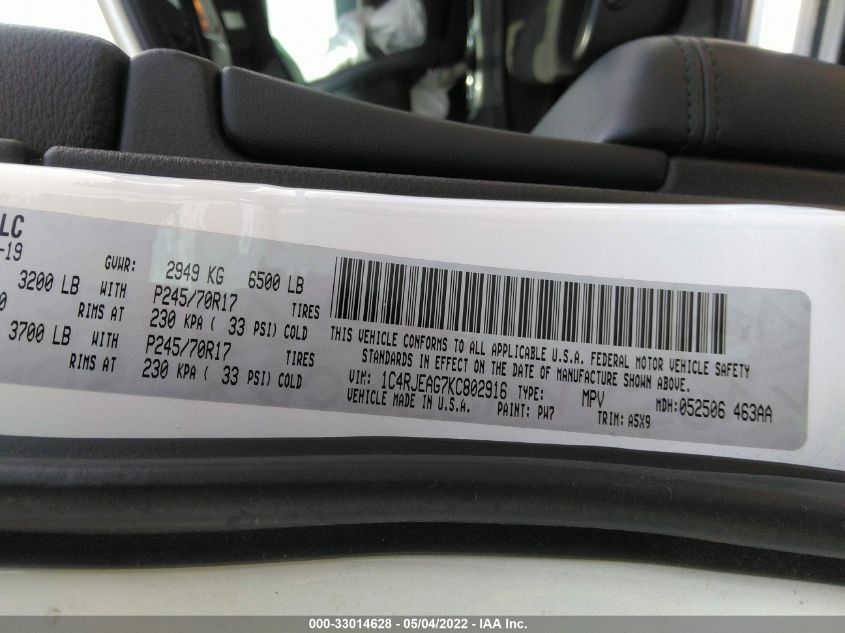 LC
-19
GVWR: 2949 KG 6500 LB
3200 LB WITH P245/70R17 TIRES
RIMS AT 230 KPA ( 33 PSI) COLD
3700 LB WITH P245/70R17 TIRES
RIMS AT 230 KPA ( 33 PSI) COLD
THIS VEHICLE CONFORMS TO ALL APPLICABLE U.S.A. FEDERAL MOTOR VEHICLE SAFETY
STANDARDS IN EFFECT ON THE DATE OF MANUFACTURE SHOWN ABOVE.
VIN: 1C4RJEAG7KC802916 TYPE: MPV MDH: 052506 463AA
VEHICLE MADE IN U.S.A. PAINT: PW7 TRIM: A5X9
000-33014628 - 05/04/2022 - ©IAA Holdings, LLC.